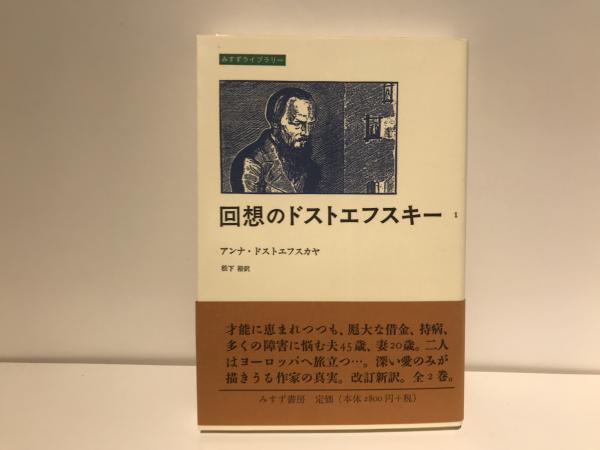 みすずライブラリー
回想のドストエフスキー 1
アンナ・ドストエフスカヤ
松下 裕訳
才能に恵まれつつも、厖大な借金、持病、
多くの障害に悩む夫45歳、妻20歳。二人
はヨーロッパへ旅立つ…。深い愛のみが
描きうる作家の真実。改訂新訳。全2巻。
みすず書房 定価（本体2800円+税）